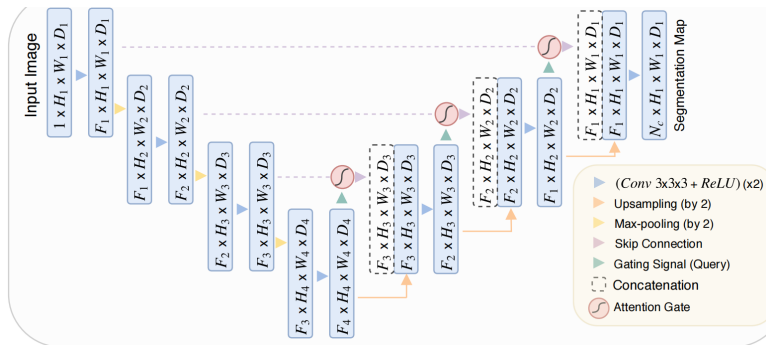 Input Image
1 x H1 x W1 x D1
F1 x H1 x W1 x D1
F1 x H2 x W2 x D2
F2 x H2 x W2 x D2
F2 x H3 x W3 x D3
F3 x H3 x W3 x D3
F3 x H4 x W4 x D4
F4 x H4 x W4 x D4
F3 x H3 x W3 x D3
F3 x H3 x W3 x D3
F2 x H3 x W3 x D3
F2 x H2 x W2 x D2
F2 x H2 x W2 x D2
F1 x H2 x W2 x D2
F1 x H1 x W1 x D1
F1 x H1 x W1 x D1
Nc x H1 x W1 x D1
Segmentation Map
(Conv 3x3x3 + ReLU) (x2)
Upsampling (by 2)
Max-pooling (by 2)
Skip Connection
Gating Signal (Query)
Concatenation
Attention Gate